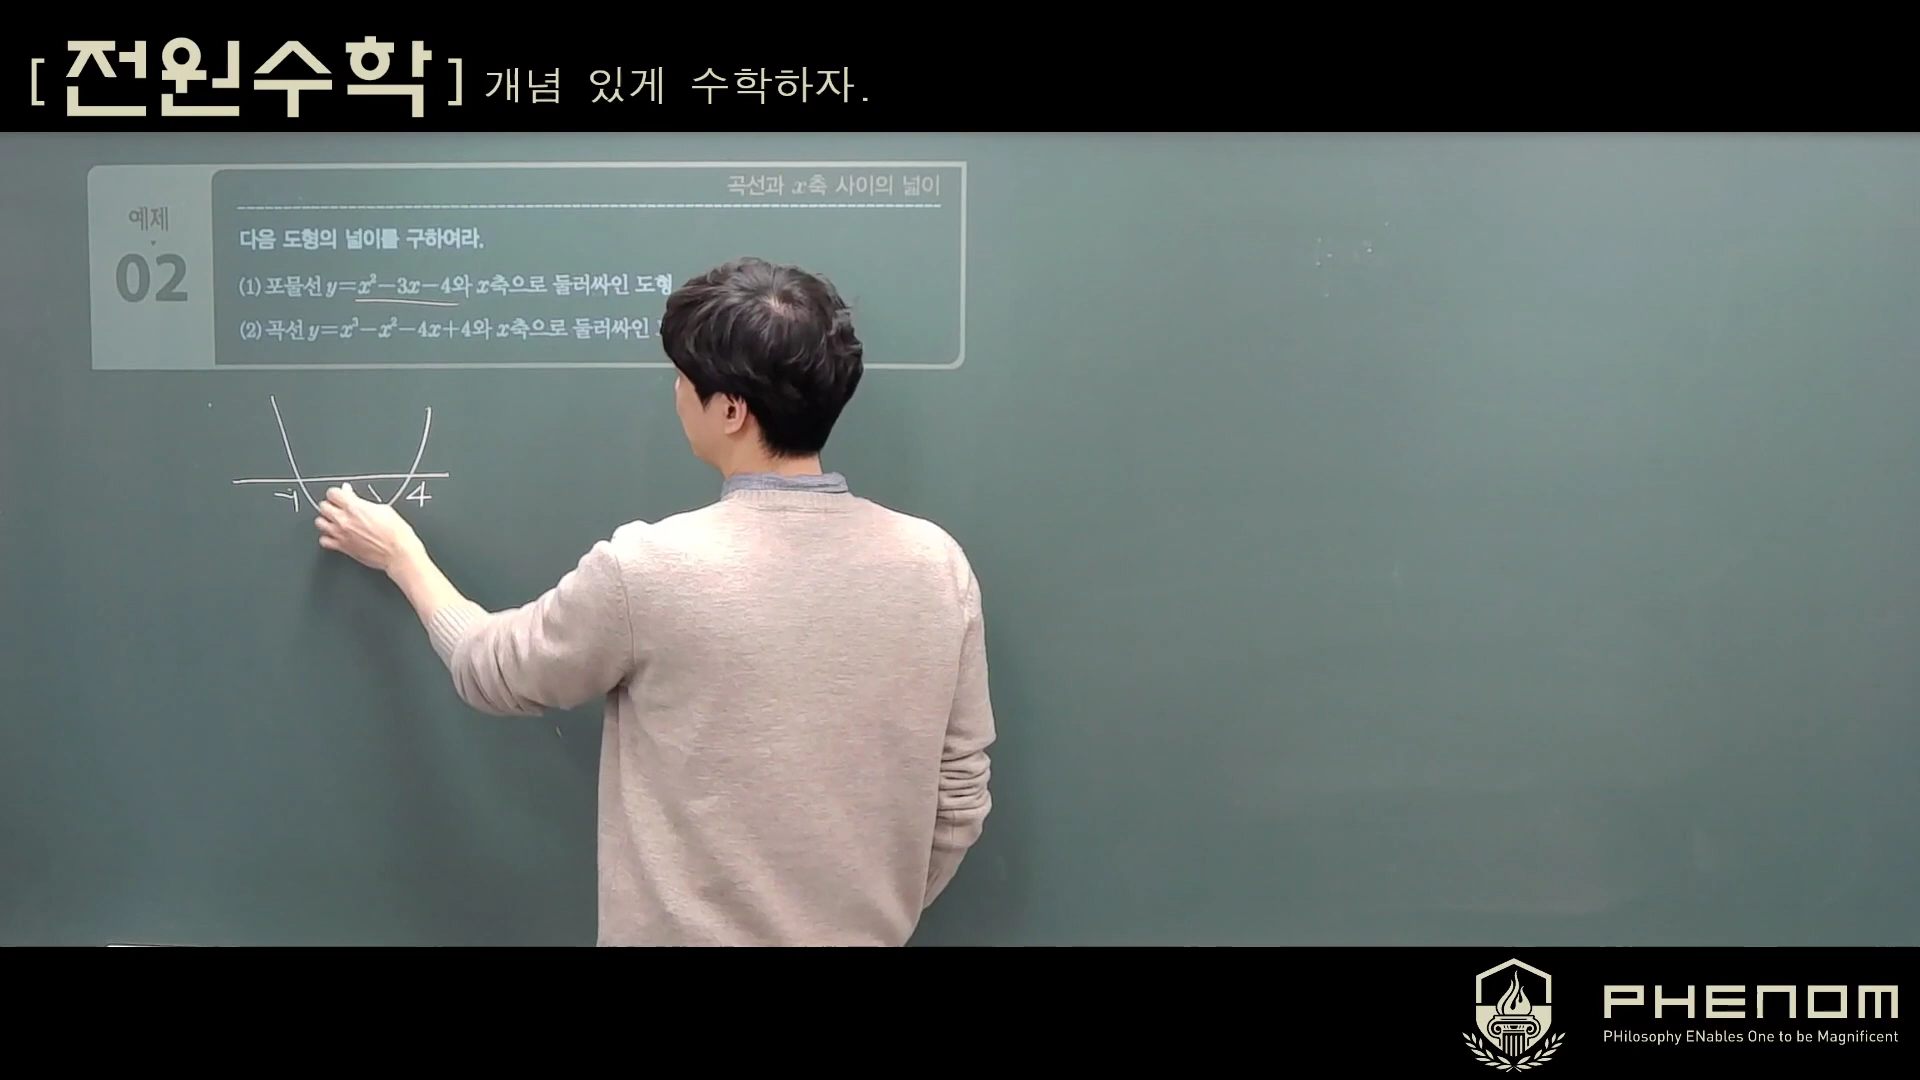 [전원수학] 개념 있게 수학하자.
곡선과 x축 사이의 넓이
예제
02
다음 도형의 넓이를 구하여라.
(1) 포물선 y=x²-3x-4와 x축으로 둘러싸인 도형
(2) 곡선 y=x³-x²-4x+4와 x축으로 둘러싸인
-1 4
PHENOM
PHilosophy ENables One to be Magnificent